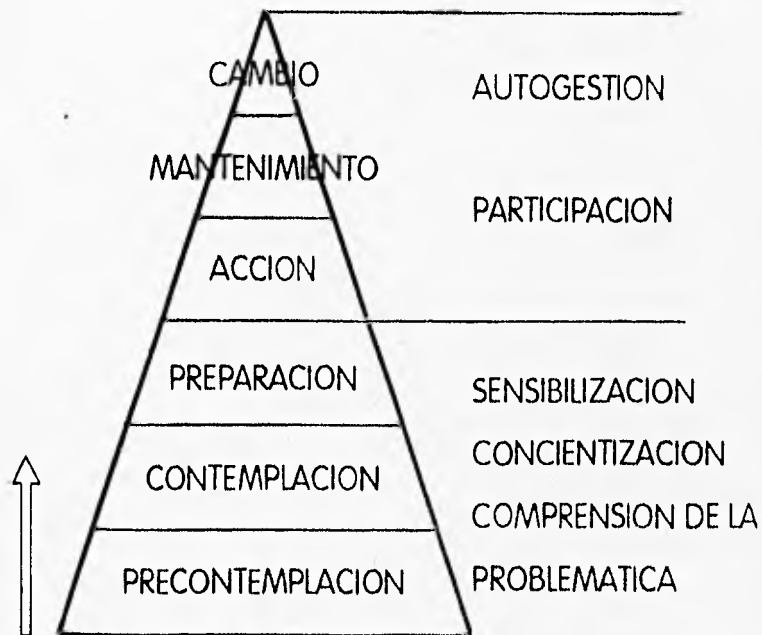 CAMBIO
AUTOGESTION
MANTENIMIENTO
PARTICIPACION
ACCION
PREPARACION
SENSIBILIZACION
CONCIENTIZACION
CONTEMPLACION
COMPRENSION DE LA
PRECONTEMPLACION
PROBLEMATICA